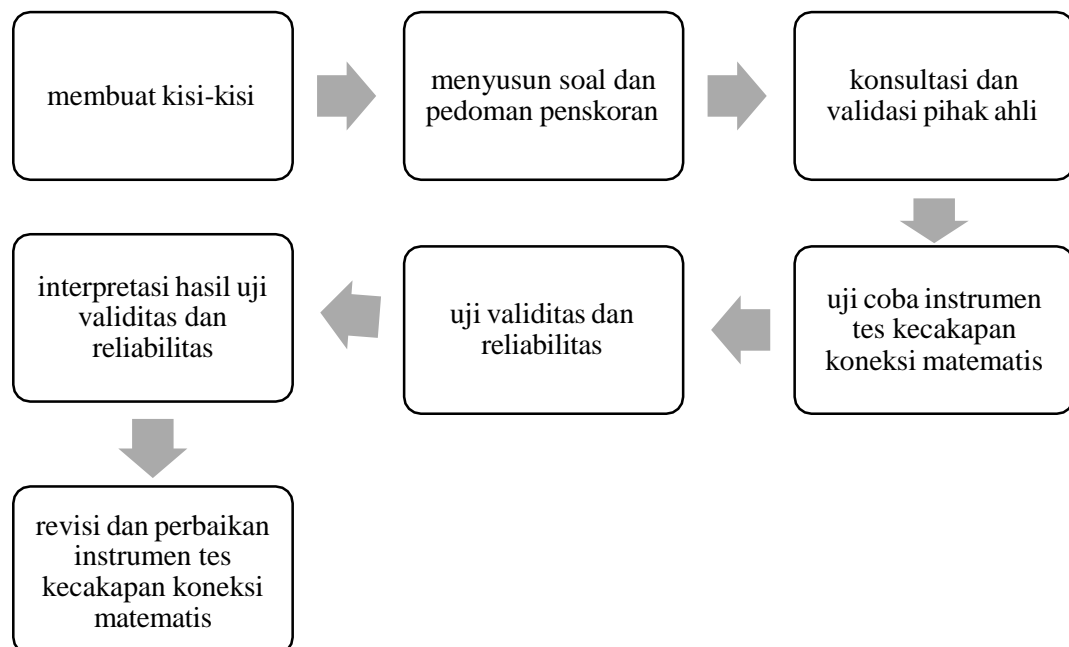 membuat kisi-kisi
menyusun soal dan
pedoman penskoran
konsultasi dan
validasi pihak ahli
uji coba instrumen
tes kecakapan
koneksi matematis
uji validitas dan
reliabilitas
interpretasi hasil uji
validitas dan
reliabilitas
revisi dan perbaikan
instrumen tes
kecakapan koneksi
matematis